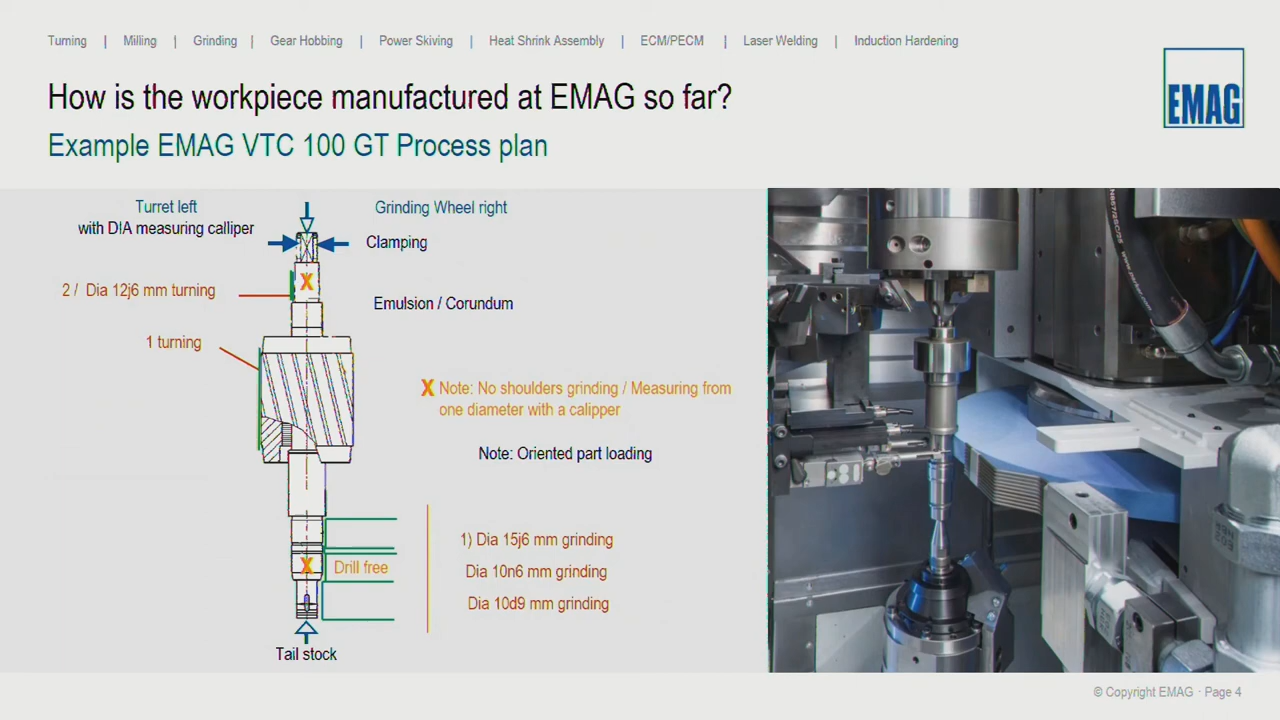 Turning | Milling | Grinding | Gear Hobbing | Power Skiving | Heat Shrink Assembly | ECM/PECM | Laser Welding | Induction Hardening
EMAG
How is the workpiece manufactured at EMAG so far?
Example EMAG VTC 100 GT Process plan
Turret left
with DIA measuring calliper
Grinding Wheel right
Clamping
X
2 / Dia 12j6 mm turning
Emulsion / Corundum
1 turning
X Note: No shoulders grinding / Measuring from
one diameter with a calipper
Note: Oriented part loading
1) Dia 15j6 mm grinding
X
Drill free
Dia 10n6 mm grinding
Dia 10d9 mm grinding
Tail stock
www.parker.com
© Copyright EMAG · Page 4